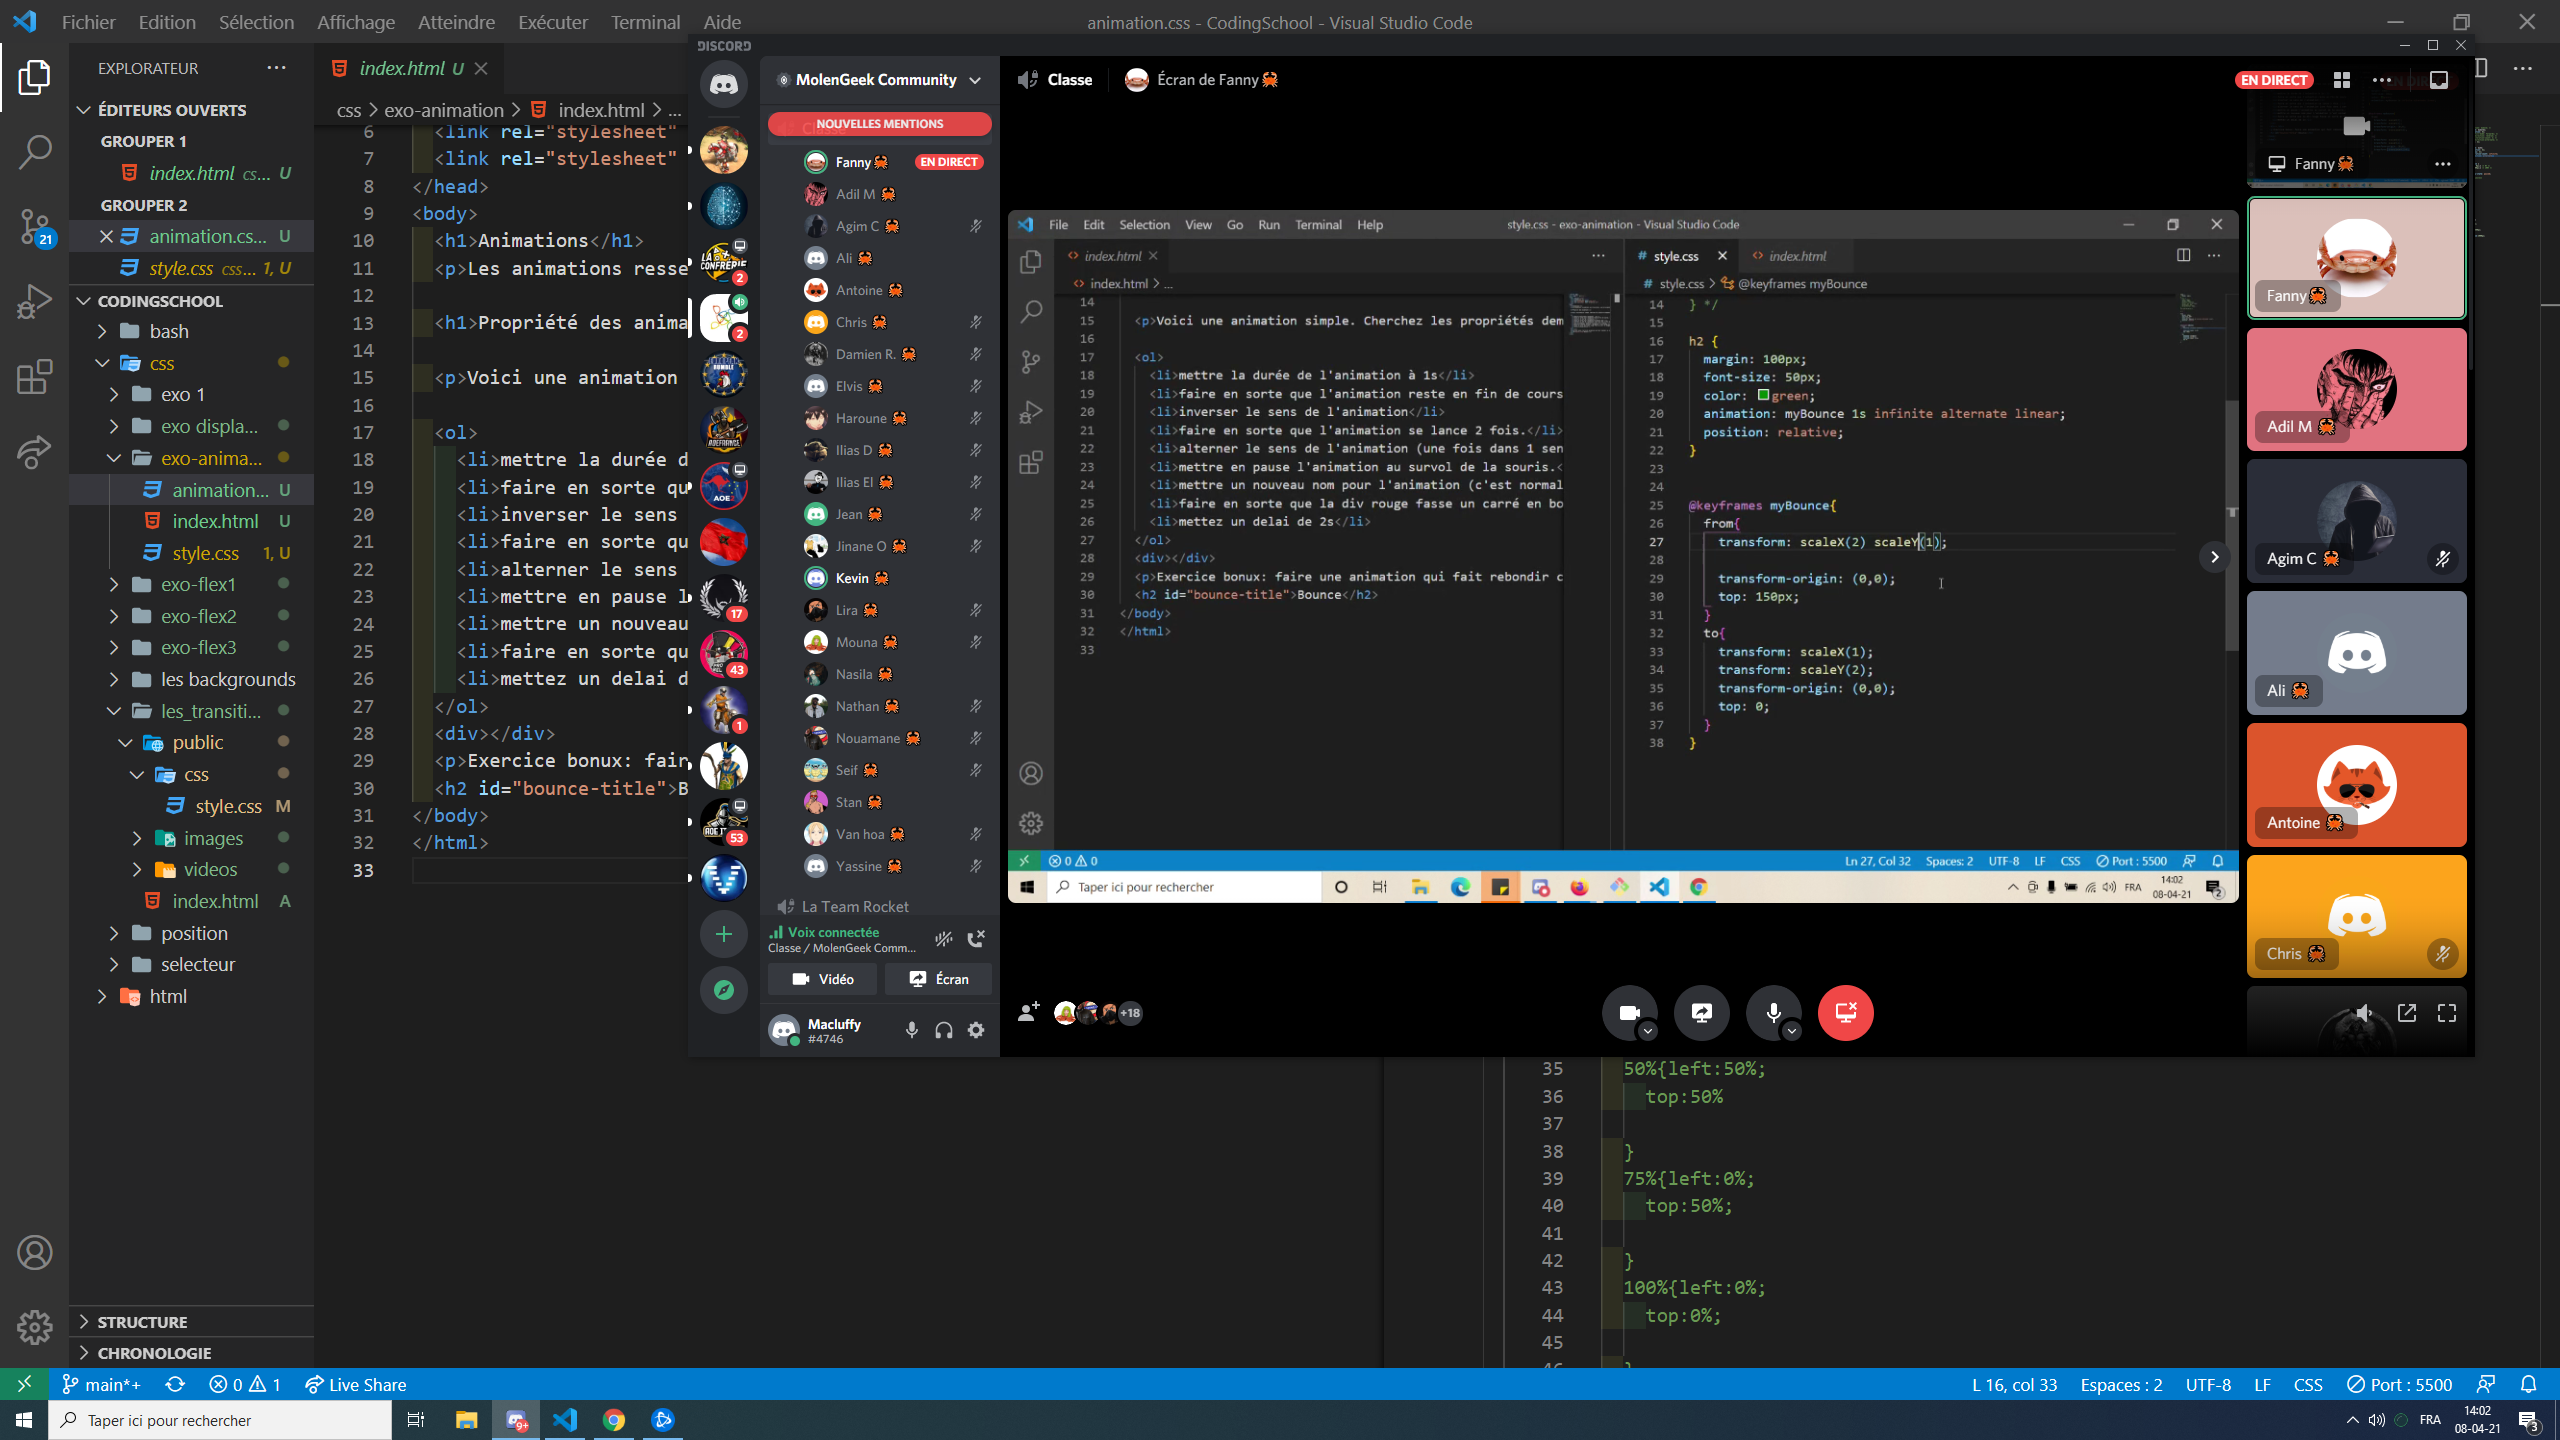 Fichier Edition Sélection Affichage Atteindre Exécuter Terminal Aide
animation.css - CodingSchool - Visual Studio Code
EXPLORATEUR
ÉDITEURS OUVERTS
GROUPER 1
index.html cs... U
GROUPER 2
animation.cs... U
style.css css... 1, U
CODINGSCHOOL
bash
css
exo 1
exo displa...
exo-anima...
animation... U
index.html U
style.css 1, U
exo-flex1
exo-flex2
exo-flex3
les backgrounds
les_transiti...
public
css
style.css M
images
videos
index.html A
position
selecteur
html
STRUCTURE
CHRONOLOGIE
21
index.html U
css > exo-animation > index.html > ...
6 <link rel="stylesheet"
7 <link rel="stylesheet"
8 </head>
9 <body>
10 <h1>Animations</h1>
11 <p>Les animations resse
12
13 <h1>Propriété des anima
14
15 <p>Voici une animation
16
17 <ol>
18 <li>mettre la durée d
19 <li>faire en sorte qu
20 <li>inverser le sens
21 <li>faire en sorte qu
22 <li>alterner le sens
23 <li>mettre en pause l
24 <li>mettre un nouveau
25 <li>faire en sorte qu
26 <li>mettez un delai d
27 </ol>
28 <div></div>
29 <p>Exercice bonux: fair
30 <h2 id="bounce-title">B
31 </body>
32 </html>
33
DISCORD
MolenGeek Community
NOUVELLES MENTIONS
Fanny🦀 EN DIRECT
Adil M 🦀
Agim C 🦀
Ali 🦀
Antoine 🦀
Chris 🦀
Damien R. 🦀
Elvis 🦀
Haroune 🦀
Ilias D 🦀
Ilias El 🦀
Jean 🦀
Jinane O 🦀
Kevin 🦀
Lira 🦀
Mouna 🦀
Nasila 🦀
Nathan 🦀
Nouamane 🦀
Seif 🦀
Stan 🦀
Van hoa 🦀
Yassine 🦀
La Team Rocket
Voix connectée
Classe / MolenGeek Comm...
Vidéo
Écran
Macluffy
#4746
LA CONFRÉRIE
2
2
RUMBLE
AOE2
17
43
1
53
Classe
Écran de Fanny🦀
EN DIRECT
File Edit Selection View Go Run Terminal Help
style.css - exo-animation - Visual Studio Code
index.html
index.html > ...
14
15 <p>Voici une animation simple. Cherchez les propriétés dem
16
17 <ol>
18 <li>mettre la durée de l'animation à 1s</li>
19 <li>faire en sorte que l'animation reste en fin de cours
20 <li>inverser le sens de l'animation</li>
21 <li>faire en sorte que l'animation se lance 2 fois.</li>
22 <li>alterner le sens de l'animation (une fois dans 1 sen
23 <li>mettre en pause l'animation au survol de la souris.<
24 <li>mettre un nouveau nom pour l'animation (c'est normal
25 <li>faire en sorte que la div rouge fasse un carré en bo
26 <li>mettez un delai de 2s</li>
27 </ol>
28 <div></div>
29 <p>Exercice bonux: faire une animation qui fait rebondir c
30 <h2 id="bounce-title">Bounce</h2>
31 </body>
32 </html>
33
style.css
index.html
style.css > @keyframes myBounce
14 } */
15
16 h2 {
17 margin: 100px;
18 font-size: 50px;
19 color: green;
20 animation: myBounce 1s infinite alternate linear;
21 position: relative;
22 }
23
24
25 @keyframes myBounce{
26 from{
27 transform: scaleX(2) scaleY(1);
28
29 transform-origin: (0,0);
30 top: 150px;
31 }
32 to{
33 transform: scaleX(1);
34 transform: scaleY(2);
35 transform-origin: (0,0);
36 top: 0;
37 }
38 }
0 0
Ln 27, Col 32 Spaces: 2 UTF-8 LF CSS Port : 5500
Taper ici pour rechercher
FRA
14:02
08-04-21
2
+18
Fanny🦀
Fanny🦀
Adil M 🦀
Agim C 🦀
Ali 🦀
Antoine 🦀
Chris 🦀
35 50%{left:50%;
36 top:50%
37
38 }
39 75%{left:0%;
40 top:50%;
41
42 }
43 100%{left:0%;
44 top:0%;
45
46 }
main*+
0 1
Live Share
L 16, col 33 Espaces : 2 UTF-8 LF CSS Port : 5500
Taper ici pour rechercher
9+
FRA
14:02
08-04-21
3